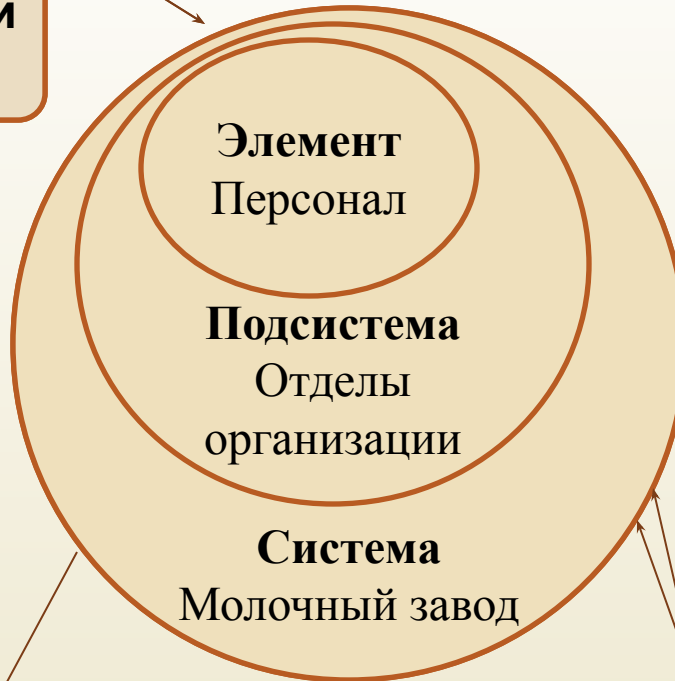 и
Элемент
Персонал
Подсистема
Отделы
организации
Система
Молочный завод